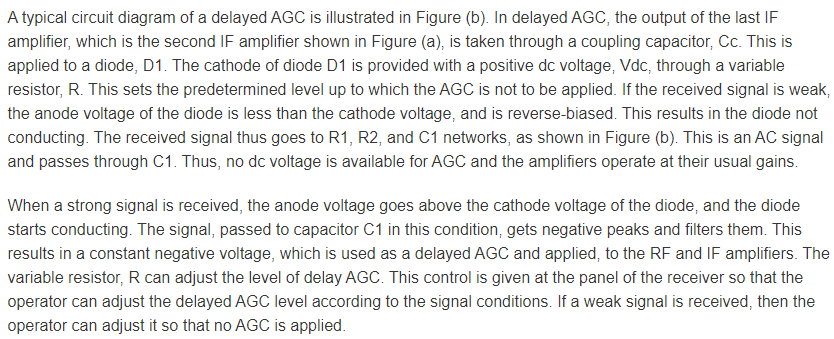 A typical circuit diagram of a delayed AGC is illustrated in Figure (b). In delayed AGC, the output of the last IF
amplifier, which is the second IF amplifier shown in Figure (a), is taken through a coupling capacitor, Cc. This is
applied to a diode, D1. The cathode of diode D1 is provided with a positive dc voltage, Vdc, through a variable
resistor, R. This sets the predetermined level up to which the AGC is not to be applied. If the received signal is weak,
the anode voltage of the diode is less than the cathode voltage, and is reverse-biased. This results in the diode not
conducting. The received signal thus goes to R1, R2, and C1 networks, as shown in Figure (b). This is an AC signal
and passes through C1. Thus, no dc voltage is available for AGC and the amplifiers operate at their usual gains.
When a strong signal is received, the anode voltage goes above the cathode voltage of the diode, and the diode
starts conducting. The signal, passed to capacitor C1 in this condition, gets negative peaks and filters them. This
results in a constant negative voltage, which is used as a delayed AGC and applied, to the RF and IF amplifiers. The
variable resistor, R can adjust the level of delay AGC. This control is given at the panel of the receiver so that the
operator can adjust the delayed AGC level according to the signal conditions. If a weak signal is received, then the
operator can adjust it so that no AGC is applied.